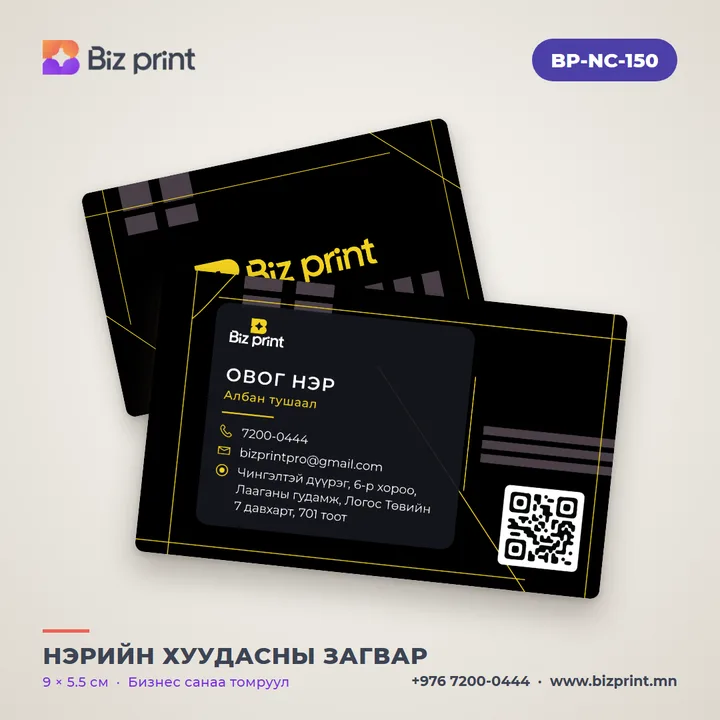 Biz print
BP-NC-150
Biz print
Biz print
ОВОГ НЭР
Албан тушаал
7200-0444
bizprintpro@gmail.com
Чингэлтэй дүүрэг, 6-р хороо,
Лааганы гудамж, Логос Төвийн
7 давхарт, 701 тоот
НЭРИЙН ХУУДАСНЫ ЗАГВАР
9 × 5.5 см · Бизнес санаа томруул
+976 7200-0444 · www.bizprint.mn